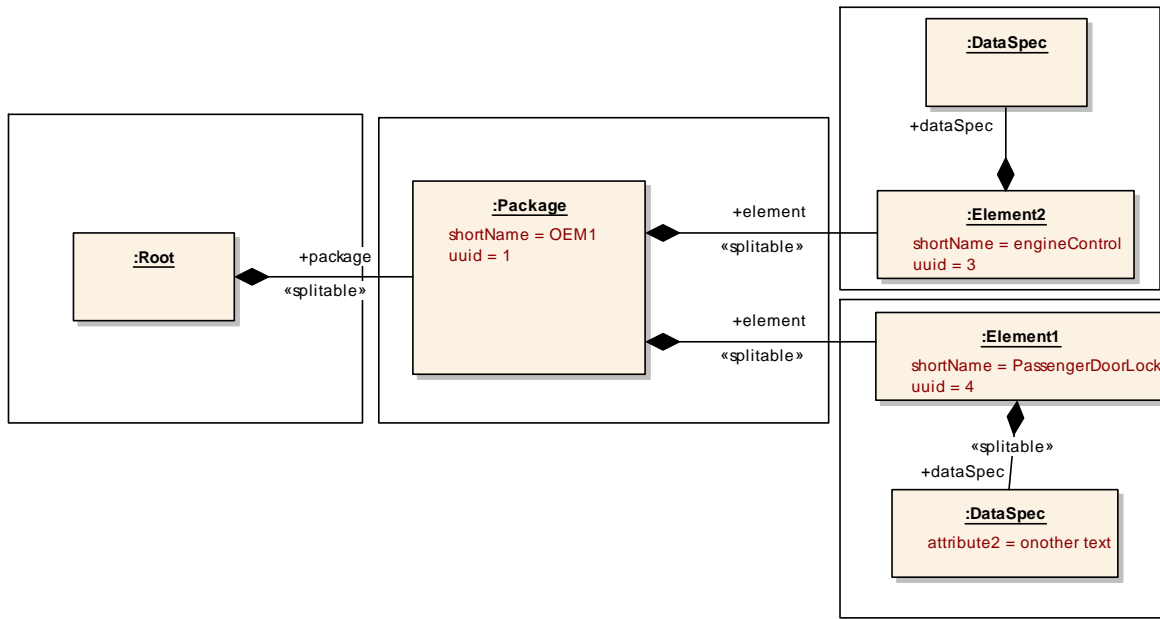 :Root
+package
«splitable»
:Package
shortName = OEM1
uuid = 1
+element
«splitable»
+element
«splitable»
:DataSpec
+dataSpec
:Element2
shortName = engineControl
uuid = 3
:Element1
shortName = PassengerDoorLock
uuid = 4
«splitable»
+dataSpec
:DataSpec
attribute2 = onother text